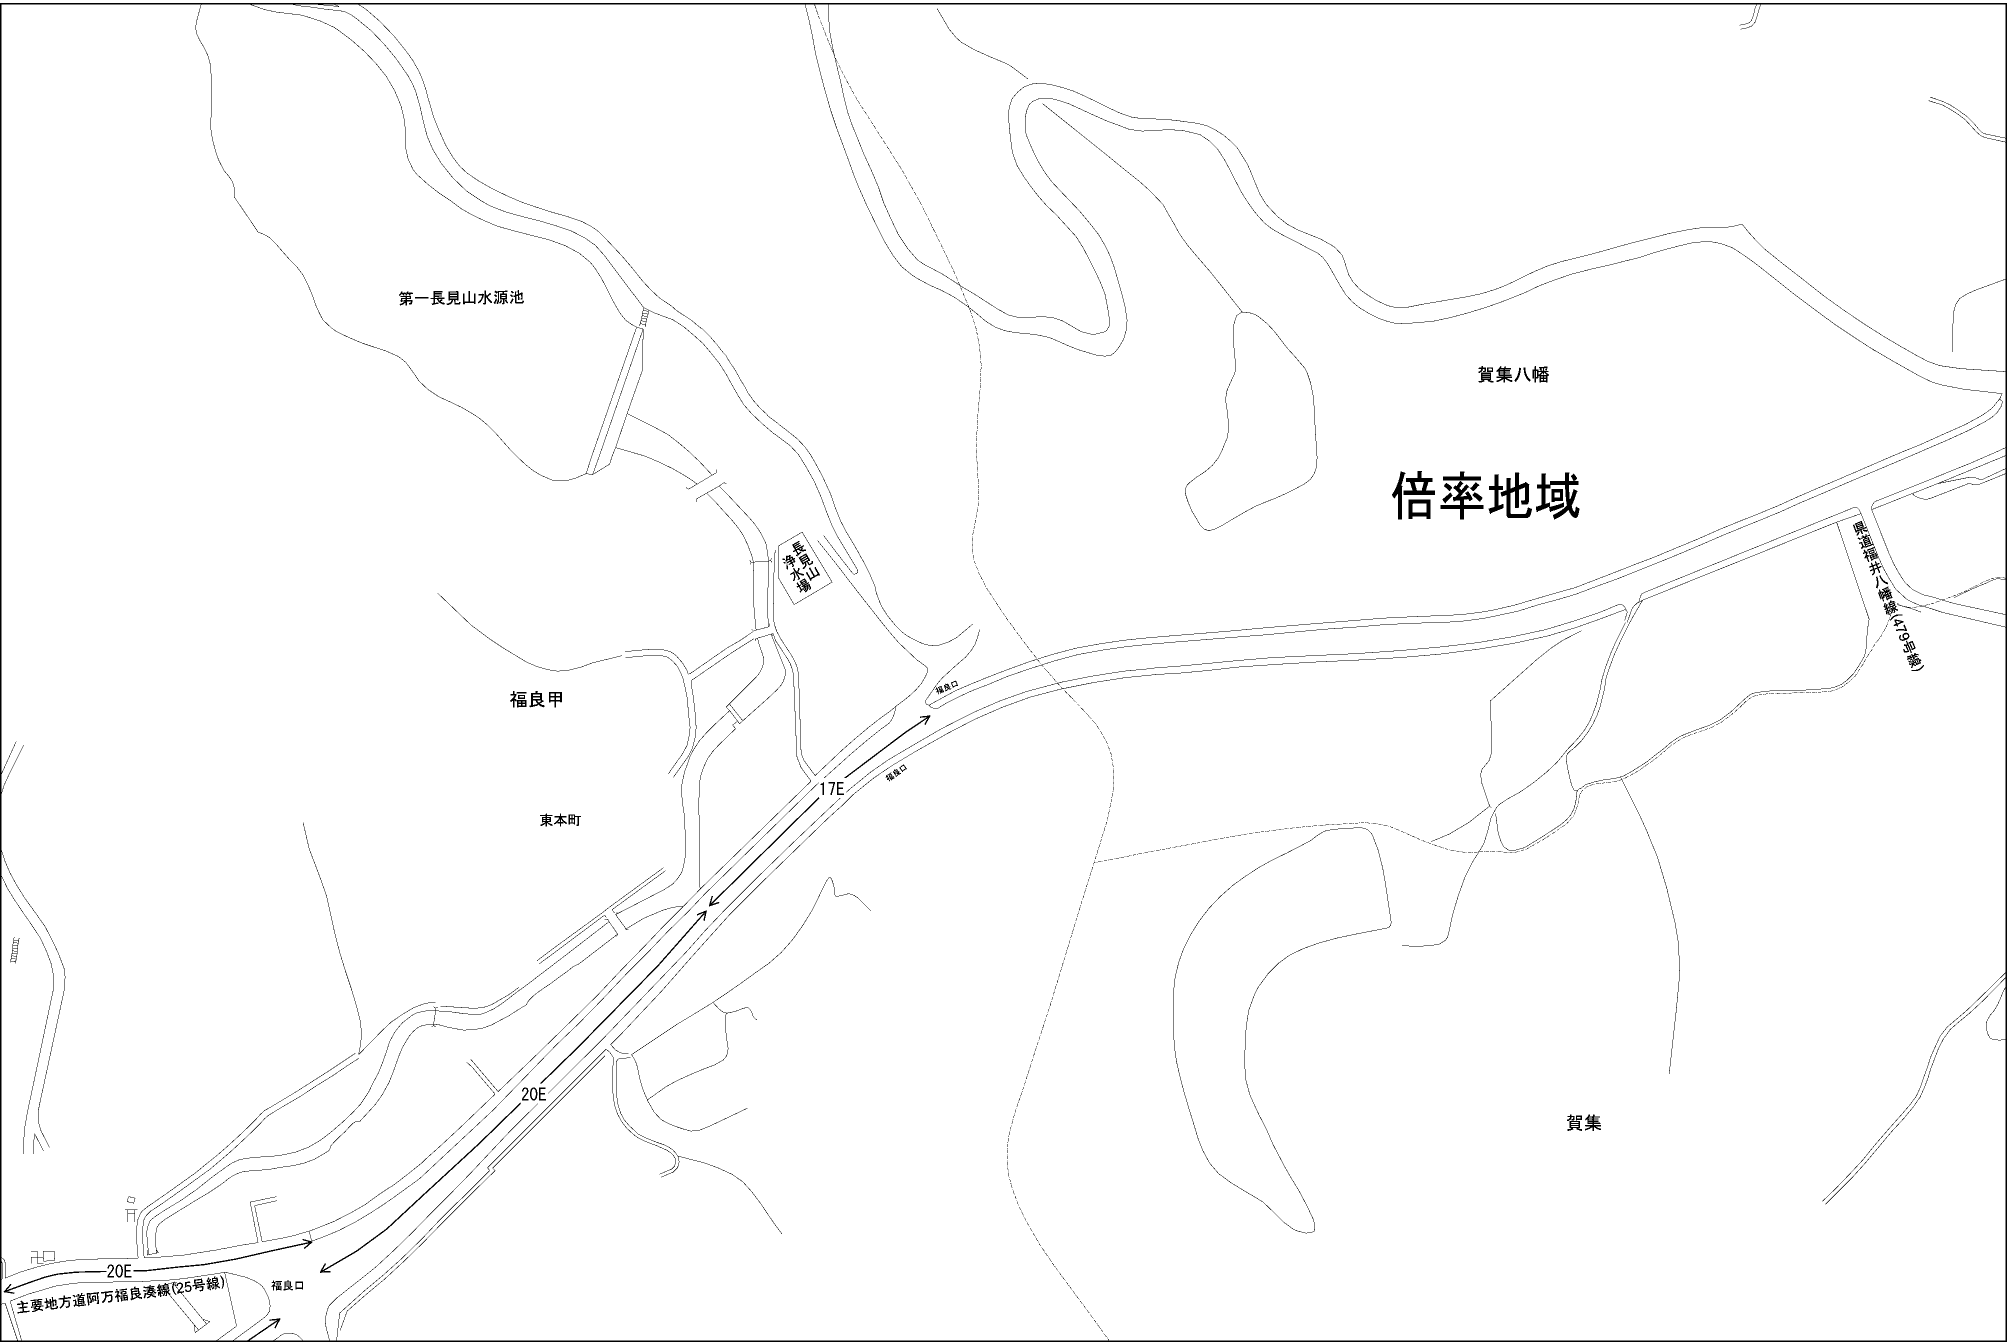 第一長見山水源池
賀集八幡
倍率地域
長見山
浄水場
県道福井八幡線(479号線)
福良口
福良甲
福良口
17E
東本町
20E
賀集
20E
福良口
主要地方道阿万福良湊線(25号線)